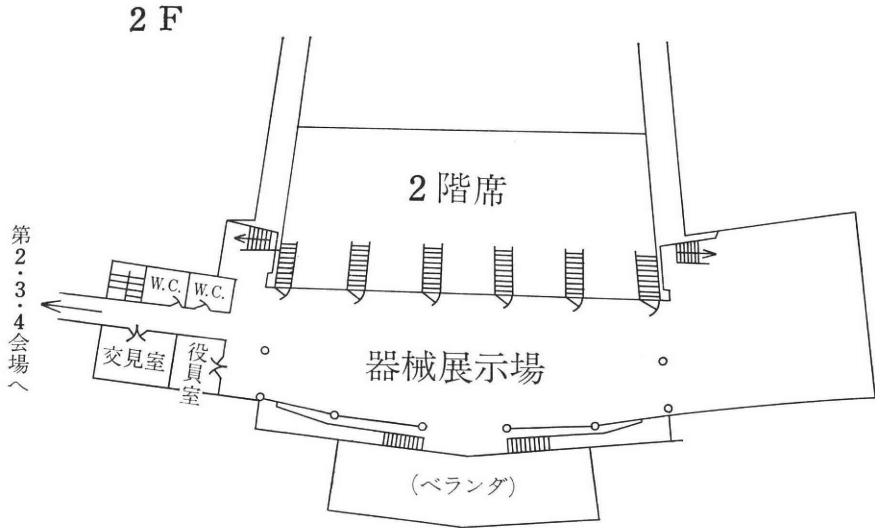 2F
2階席
第2・3・4会場へ
W.C.
W.C.
交見室
役員室
器械展示場
(ベランダ)